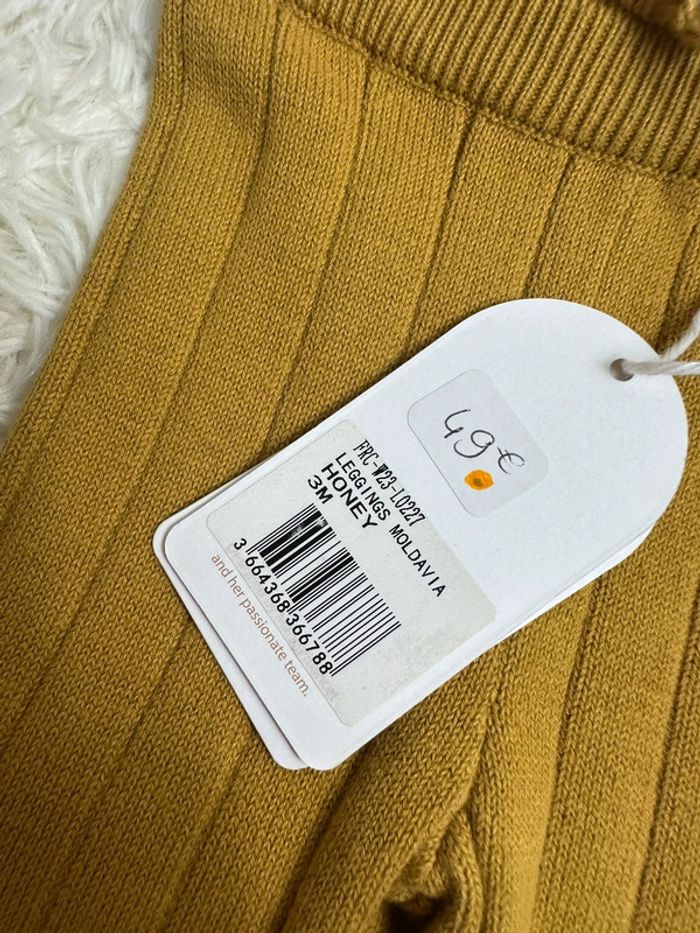 49€
FRC-W23-L0227
LEGGINGS MOLDAVIA
HONEY
3M
3 664368 366788
and her passionate team.